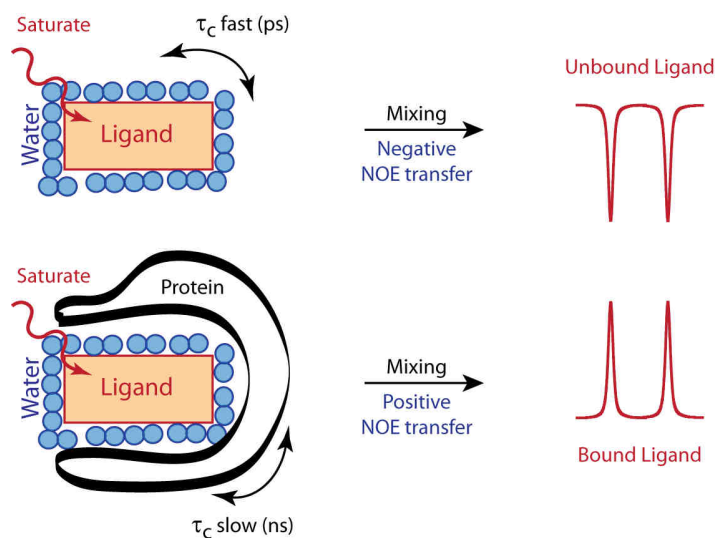 Saturate
τc fast (ps)
Water
Ligand
Mixing
Negative
NOE transfer
Unbound Ligand
Saturate
Protein
Water
Ligand
τc slow (ns)
Mixing
Positive
NOE transfer
Bound Ligand